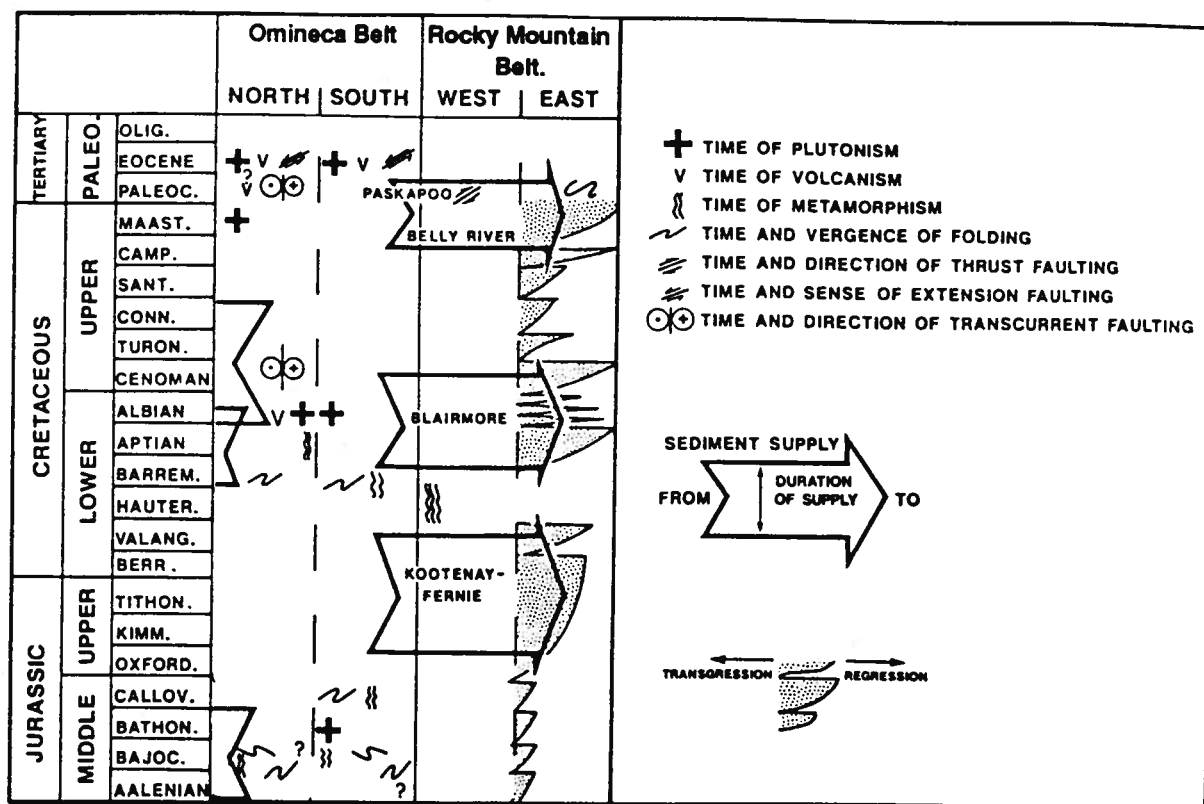 Omineca Belt
Rocky Mountain
Belt.
NORTH SOUTH WEST EAST
TERTIARY
PALEO.
OLIG.
EOCENE
PALEOC.
CRETACEOUS
UPPER
MAAST.
CAMP.
SANT.
CONN.
TURON.
CENOMAN
LOWER
ALBIAN
APTIAN
BARREM.
HAUTER.
VALANG.
BERR.
JURASSIC
UPPER
TITHON.
KIMM.
OXFORD.
MIDDLE
CALLOV.
BATHON.
BAJOC.
AALENIAN
V
V
?
V
PASKAPOO
BELLY RIVER
V
BLAIRMORE
KOOTENAY-
FERNIE
?
?
TIME OF PLUTONISM
V TIME OF VOLCANISM
TIME OF METAMORPHISM
TIME AND VERGENCE OF FOLDING
TIME AND DIRECTION OF THRUST FAULTING
TIME AND SENSE OF EXTENSION FAULTING
TIME AND DIRECTION OF TRANSCURRENT FAULTING
SEDIMENT SUPPLY
FROM
DURATION
OF SUPPLY
TO
TRANSGRESSION
REGRESSION